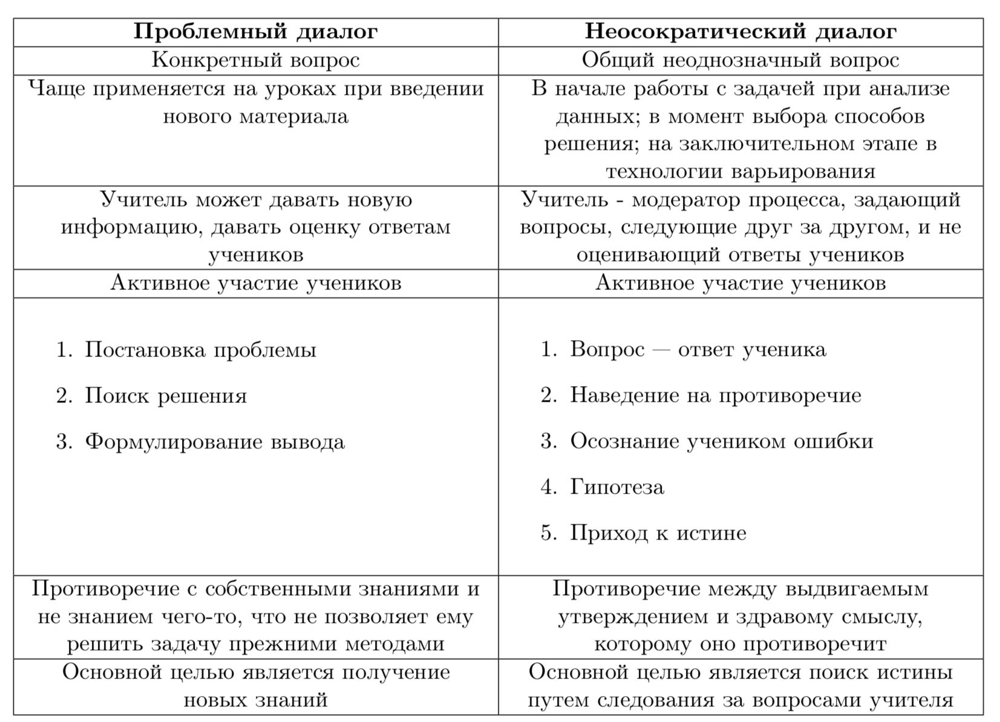 Проблемный диалог
Неосократический диалог
Конкретный вопрос
Общий неоднозначный вопрос
Чаще применяется на уроках при введении
нового материала
В начале работы с задачей при анализе
данных; в момент выбора способов
решения; на заключительном этапе в
технологии варьирования
Учитель может давать новую
информацию, давать оценку ответам
учеников
Учитель - модератор процесса, задающий
вопросы, следующие друг за другом, и не
оценивающий ответы учеников
Активное участие учеников
Активное участие учеников
1. Постановка проблемы
2. Поиск решения
3. Формулирование вывода
1. Вопрос — ответ ученика
2. Наведение на противоречие
3. Осознание учеником ошибки
4. Гипотеза
5. Приход к истине
Противоречие с собственными знаниями и
не знанием чего-то, что не позволяет ему
решить задачу прежними методами
Противоречие между выдвигаемым
утверждением и здравому смыслу,
которому оно противоречит
Основной целью является получение
новых знаний
Основной целью является поиск истины
путем следования за вопросами учителя